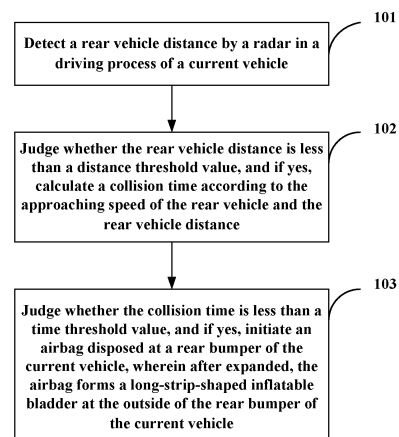 101
Detect a rear vehicle distance by a radar in a
driving process of a current vehicle
102
Judge whether the rear vehicle distance is less
than a distance threshold value, and if yes,
calculate a collision time according to the
approaching speed of the rear vehicle and the
rear vehicle distance
103
Judge whether the collision time is less than a
time threshold value, and if yes, initiate an
airbag disposed at a rear bumper of the
current vehicle, wherein after expanded, the
airbag forms a long-strip-shaped inflatable
bladder at the outside of the rear bumper of
the current vehicle